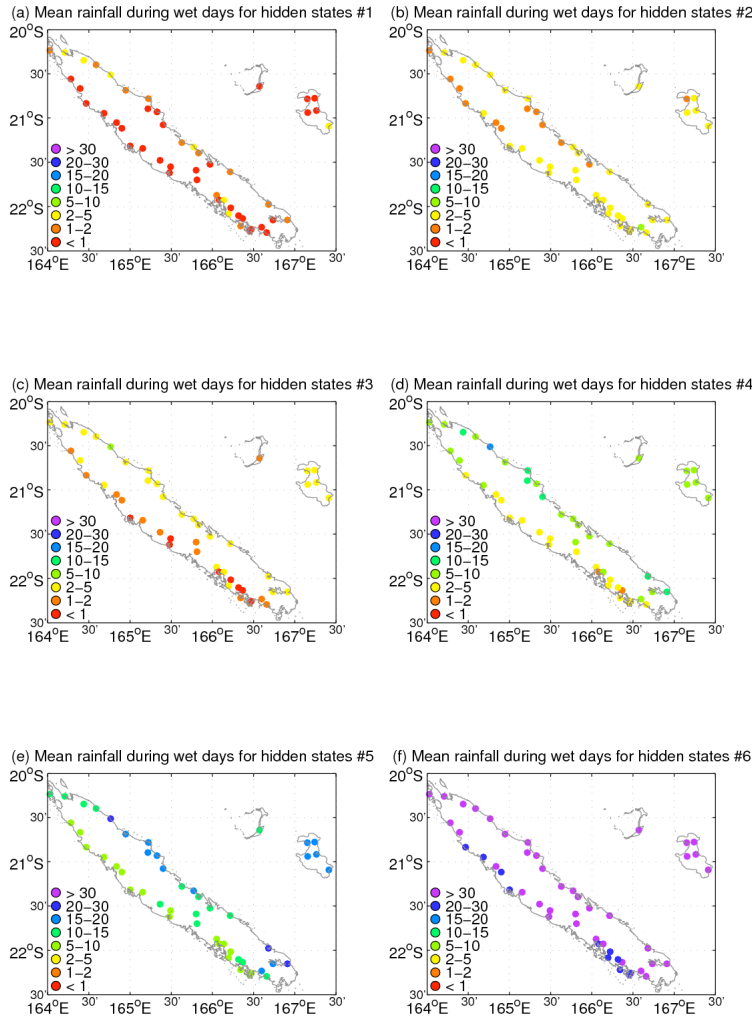 (a) Mean rainfall during wet days for hidden states #1
20°S
30'
21°S
30'
22°S
30'
> 30
20−30
15−20
10−15
5−10
2−5
1−2
< 1
164°E 30' 165°E 30' 166°E 30' 167°E 30'
(b) Mean rainfall during wet days for hidden states #2
20°S
30'
21°S
30'
22°S
30'
> 30
20−30
15−20
10−15
5−10
2−5
1−2
< 1
164°E 30' 165°E 30' 166°E 30' 167°E 30'
(c) Mean rainfall during wet days for hidden states #3
20°S
30'
21°S
30'
22°S
30'
> 30
20−30
15−20
10−15
5−10
2−5
1−2
< 1
164°E 30' 165°E 30' 166°E 30' 167°E 30'
(d) Mean rainfall during wet days for hidden states #4
20°S
30'
21°S
30'
22°S
30'
> 30
20−30
15−20
10−15
5−10
2−5
1−2
< 1
164°E 30' 165°E 30' 166°E 30' 167°E 30'
(e) Mean rainfall during wet days for hidden states #5
20°S
30'
21°S
30'
22°S
30'
> 30
20−30
15−20
10−15
5−10
2−5
1−2
< 1
164°E 30' 165°E 30' 166°E 30' 167°E 30'
(f) Mean rainfall during wet days for hidden states #6
20°S
30'
21°S
30'
22°S
30'
> 30
20−30
15−20
10−15
5−10
2−5
1−2
< 1
164°E 30' 165°E 30' 166°E 30' 167°E 30'